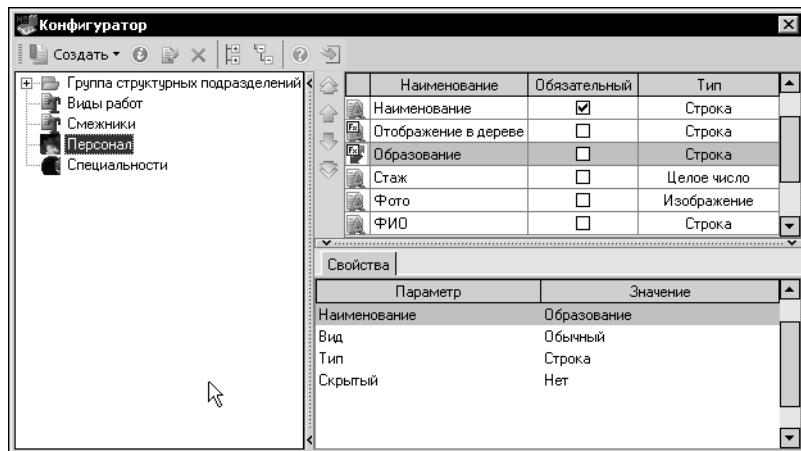 Конфигуратор
Создать
Группа структурных подразделений
Виды работ
Смежники
Персонал
Специальности
Наименование Обязательный Тип
Наименование Строка
Отображение в дереве Строка
Образование Строка
Стаж Целое число
Фото Изображение
ФИО Строка
Свойства
Параметр Значение
Наименование Образование
Вид Обычный
Тип Строка
Скрытый Нет